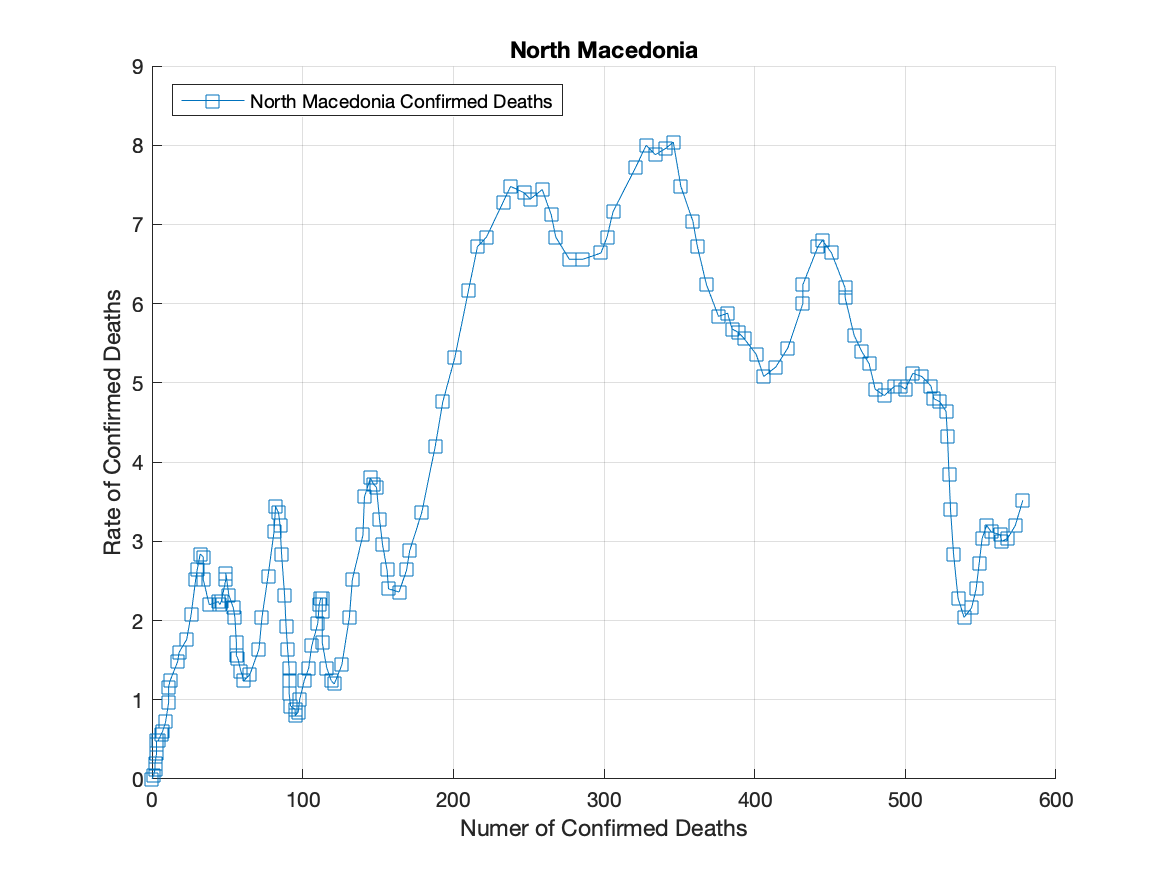 North Macedonia
North Macedonia Confirmed Deaths
Rate of Confirmed Deaths
9
8
7
6
5
4
3
2
1
0
0 100 200 300 400 500 600
Numer of Confirmed Deaths